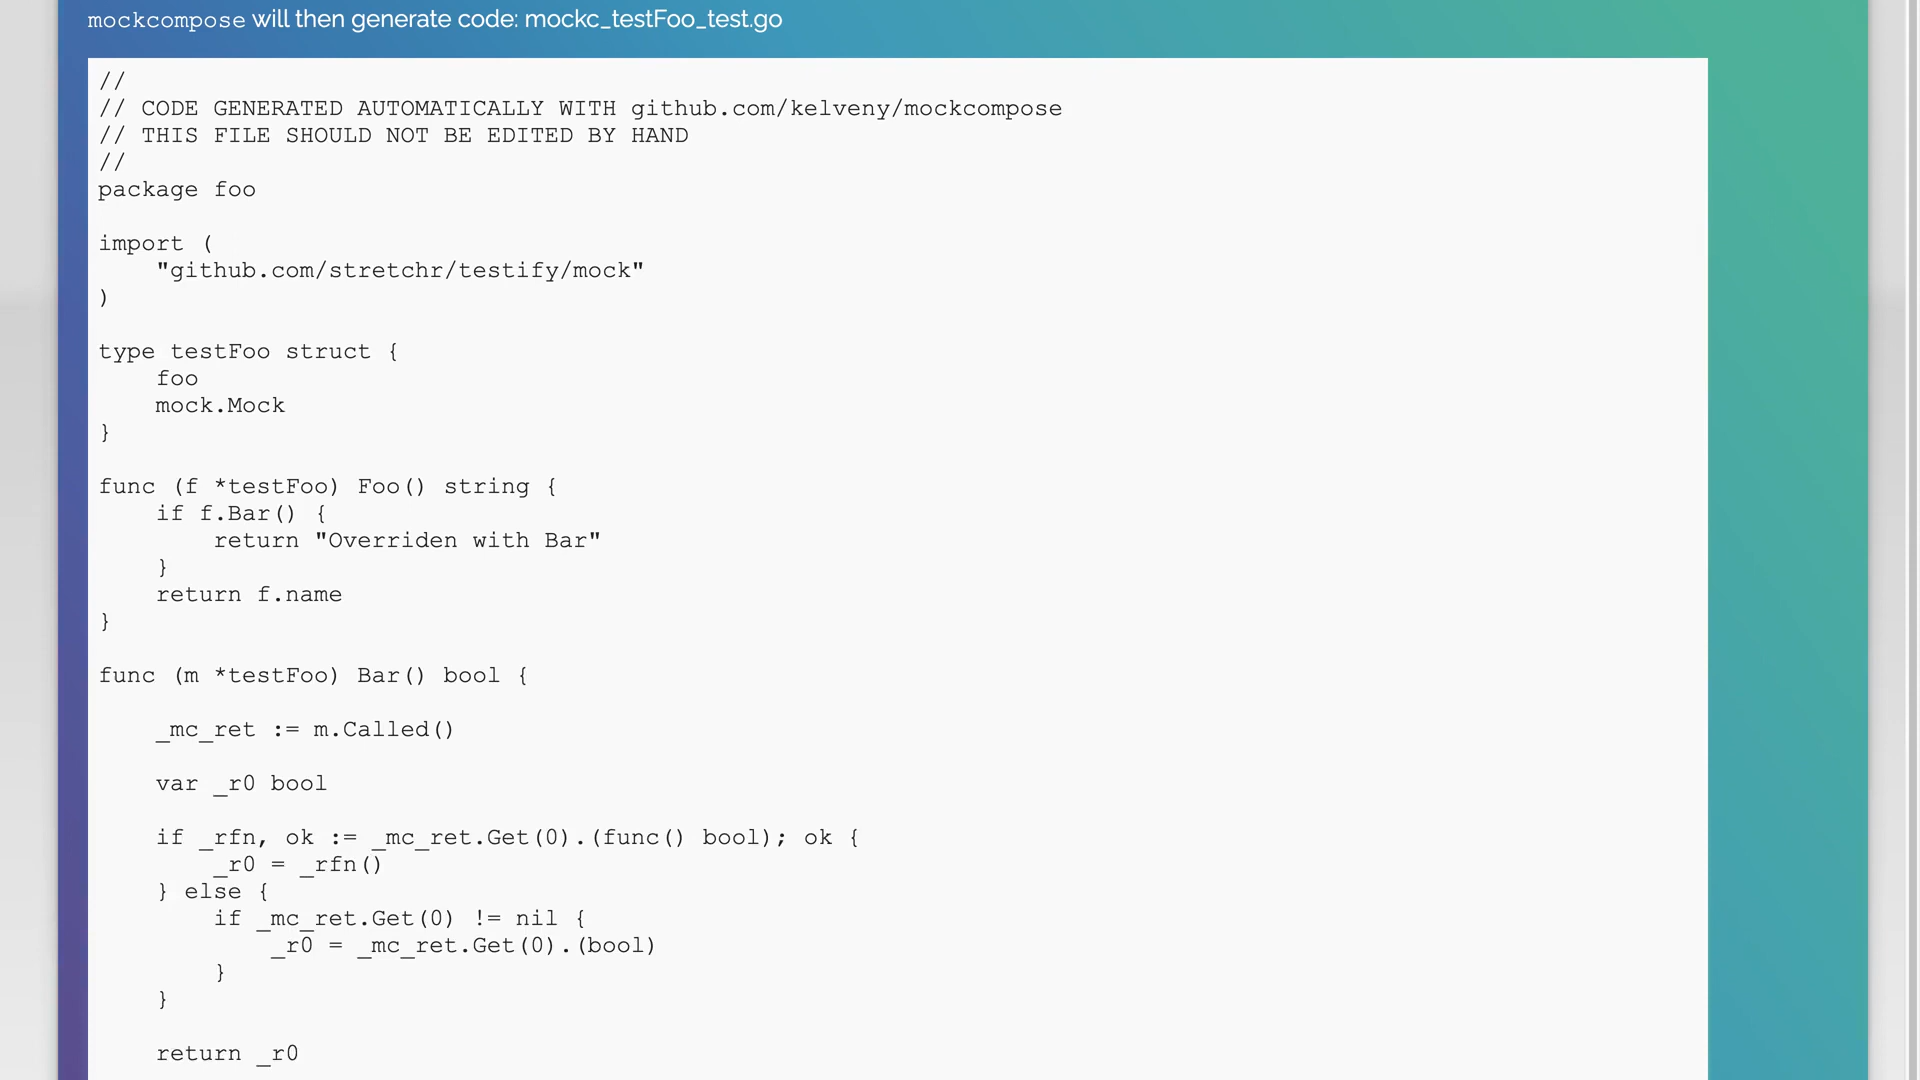 mockcompose will then generate code: mockc_testFoo_test.go
//
// CODE GENERATED AUTOMATICALLY WITH github.com/kelveny/mockcompose
// THIS FILE SHOULD NOT BE EDITED BY HAND
//
package foo
import (
"github.com/stretchr/testify/mock"
)
type testFoo struct {
foo
mock.Mock
}
func (f *testFoo) Foo() string {
if f.Bar() {
return "Overriden with Bar"
}
return f.name
}
func (m *testFoo) Bar() bool {
_mc_ret := m.Called()
var _r0 bool
if _rfn, ok := _mc_ret.Get(0).(func() bool); ok {
_r0 = _rfn()
} else {
if _mc_ret.Get(0) != nil {
_r0 = _mc_ret.Get(0).(bool)
}
}
return _r0